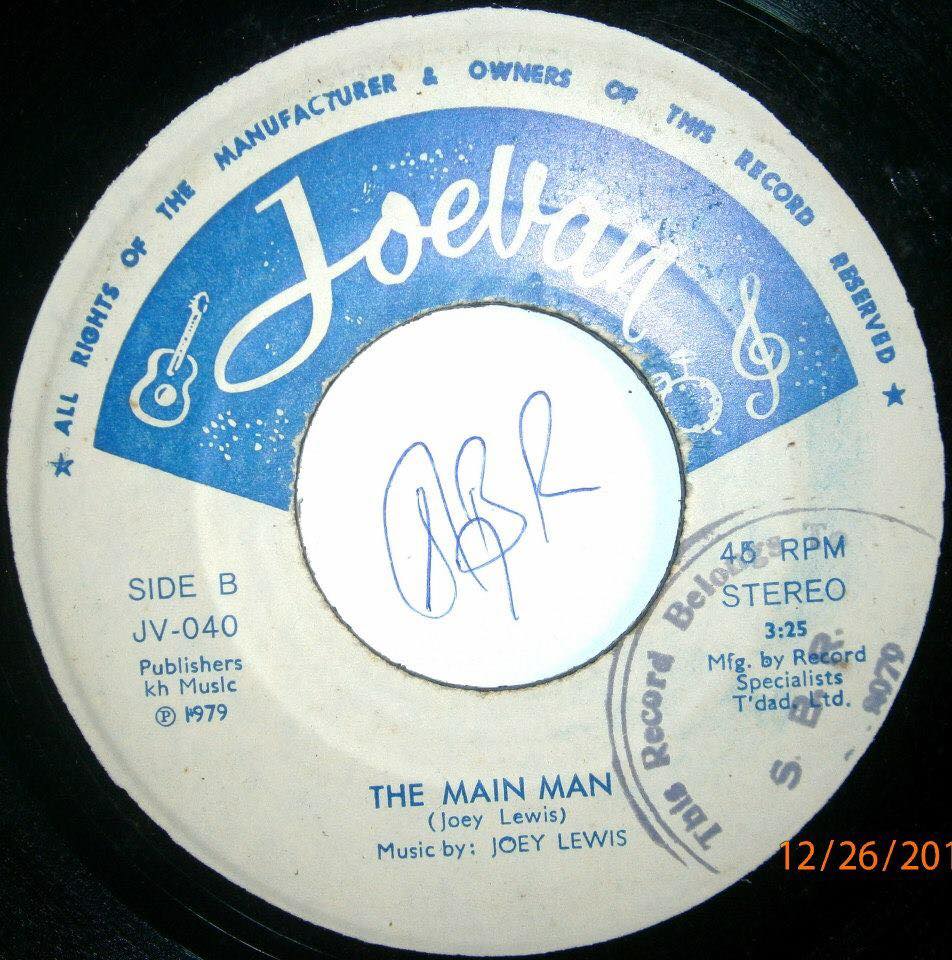 ★ ALL RIGHTS OF THE MANUFACTURER & OWNERS OF THIS RECORD RESERVED ★
Joevan
SIDE B
JV-040
Publishers
kh Music
℗ 1979
45 RPM
STEREO
3:25
Mfg. by Record
Specialists
T'dad. Ltd.
THE MAIN MAN
(Joey Lewis)
Music by: JOEY LEWIS
This Record Belongs To
12/26/201